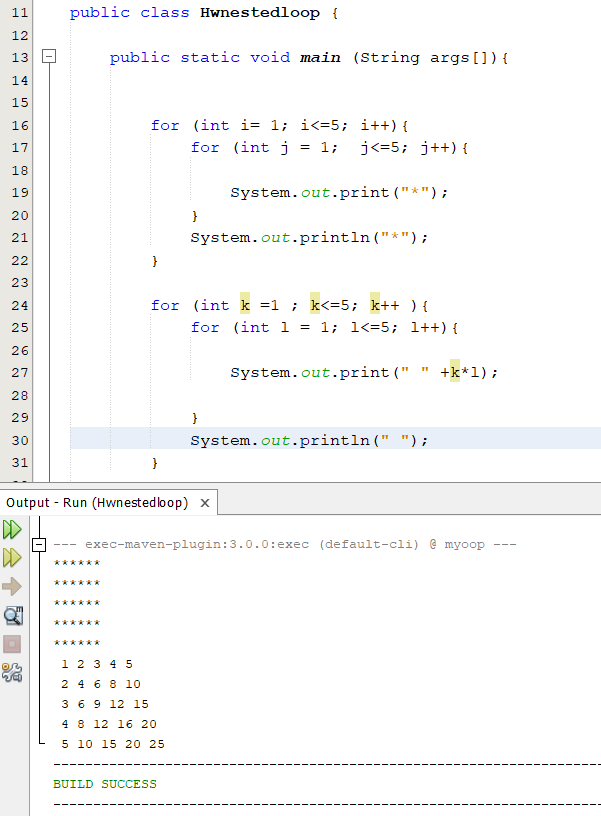 11 public class Hwnestedloop {
12
13 public static void main (String args[]){
14
15
16 for (int i= 1; i<=5; i++){
17 for (int j = 1;  j<=5; j++){
18
19 System.out.print("*");
20 }
21 System.out.println("*");
22 }
23
24 for (int k =1 ; k<=5; k++ ){
25 for (int l = 1; l<=5; l++){
26
27 System.out.print(" " +k*l);
28
29 }
30 System.out.println(" ");
31 }
Output - Run (Hwnestedloop) ×
--- exec-maven-plugin:3.0.0:exec (default-cli) @ myoop ---
******
******
******
******
******
1 2 3 4 5
2 4 6 8 10
3 6 9 12 15
4 8 12 16 20
5 10 15 20 25
------------------------------------------------------------------------
BUILD SUCCESS
------------------------------------------------------------------------